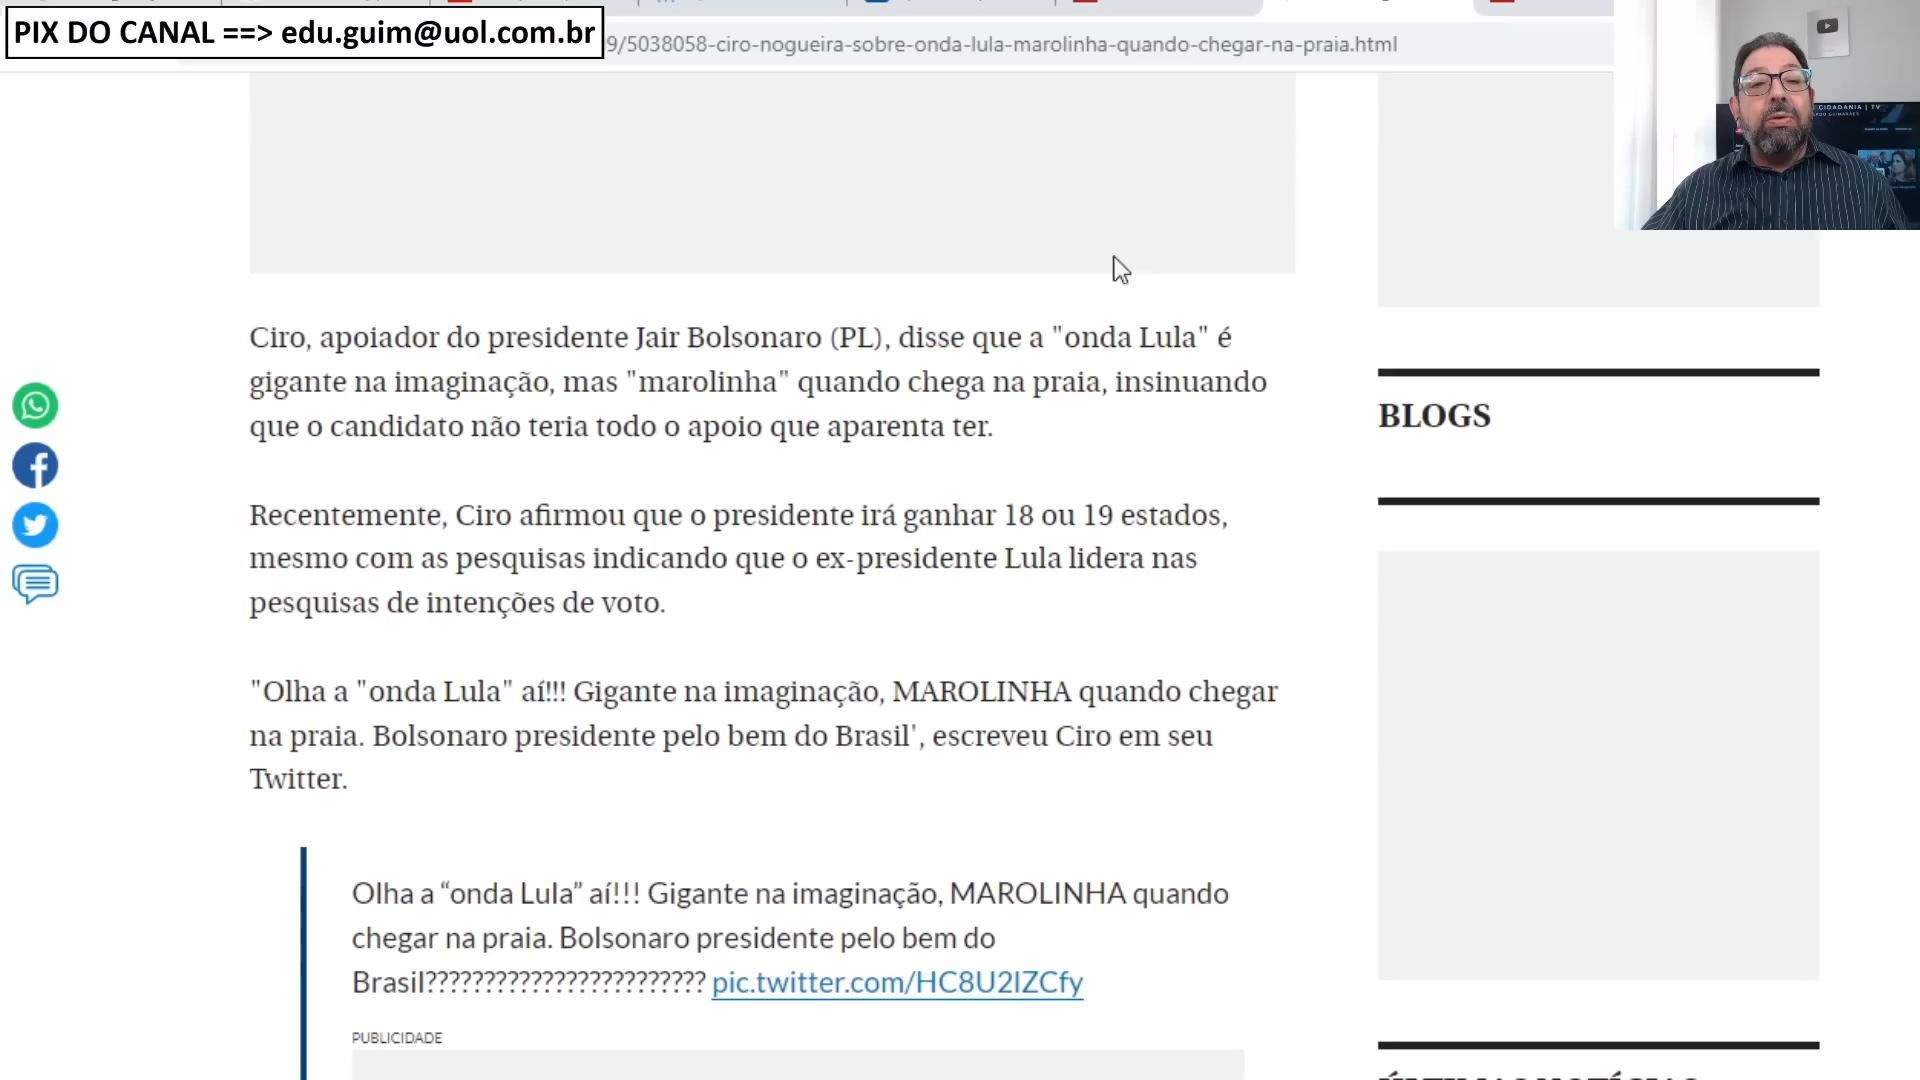 PIX DO CANAL ==> edu.guim@uol.com.br
9/5038058-ciro-nogueira-sobre-onda-lula-marolinha-quando-chegar-na-praia.html
CIDADANIA | TV
Ciro, apoiador do presidente Jair Bolsonaro (PL), disse que a "onda Lula" é
gigante na imaginação, mas "marolinha" quando chega na praia, insinuando
que o candidato não teria todo o apoio que aparenta ter.
BLOGS
Recentemente, Ciro afirmou que o presidente irá ganhar 18 ou 19 estados,
mesmo com as pesquisas indicando que o ex-presidente Lula lidera nas
pesquisas de intenções de voto.
"Olha a "onda Lula" aí!!! Gigante na imaginação, MAROLINHA quando chegar
na praia. Bolsonaro presidente pelo bem do Brasil', escreveu Ciro em seu
Twitter.
Olha a “onda Lula” aí!!! Gigante na imaginação, MAROLINHA quando
chegar na praia. Bolsonaro presidente pelo bem do
Brasil???????????????????????? pic.twitter.com/HC8U2IZCfy
PUBLICIDADE